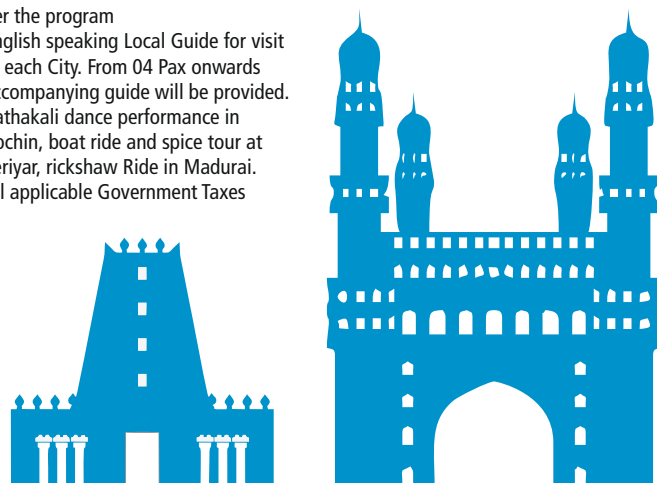 er the program
nglish speaking Local Guide for visit
each City. From 04 Pax onwards
ccompanying guide will be provided.
athakali dance performance in
ochin, boat ride and spice tour at
eriyar, rickshaw Ride in Madurai.
l applicable Government Taxes